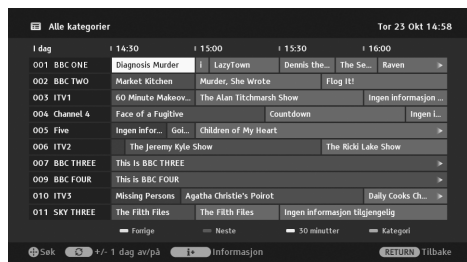 Alle kategorier Tor 23 Okt 14:58
I dag 14:30 15:00 15:30 16:00
001 BBC ONE Diagnosis Murder i LazyTown Dennis the... The Se... Raven
002 BBC TWO Market Kitchen Murder, She Wrote Flog It!
003 ITV1 60 Minute Makeov... The Alan Titchmarsh Show Ingen informasjon ...
004 Channel 4 Face of a Fugitive Countdown Ingen i...
005 Five Ingen infor... Goi... Children of My Heart
006 ITV2 The Jeremy Kyle Show The Ricki Lake Show
007 BBC THREE This Is BBC THREE
009 BBC FOUR This is BBC FOUR
010 ITV3 Missing Persons Agatha Christie's Poirot Daily Cooks Ch...
011 SKY THREE The Filth Files The Filth Files Ingen informasjon tilgjengelig
Forrige Neste 30 minutter Kategori
Søk +/- 1 dag av/på i+ Informasjon RETURN Tilbake